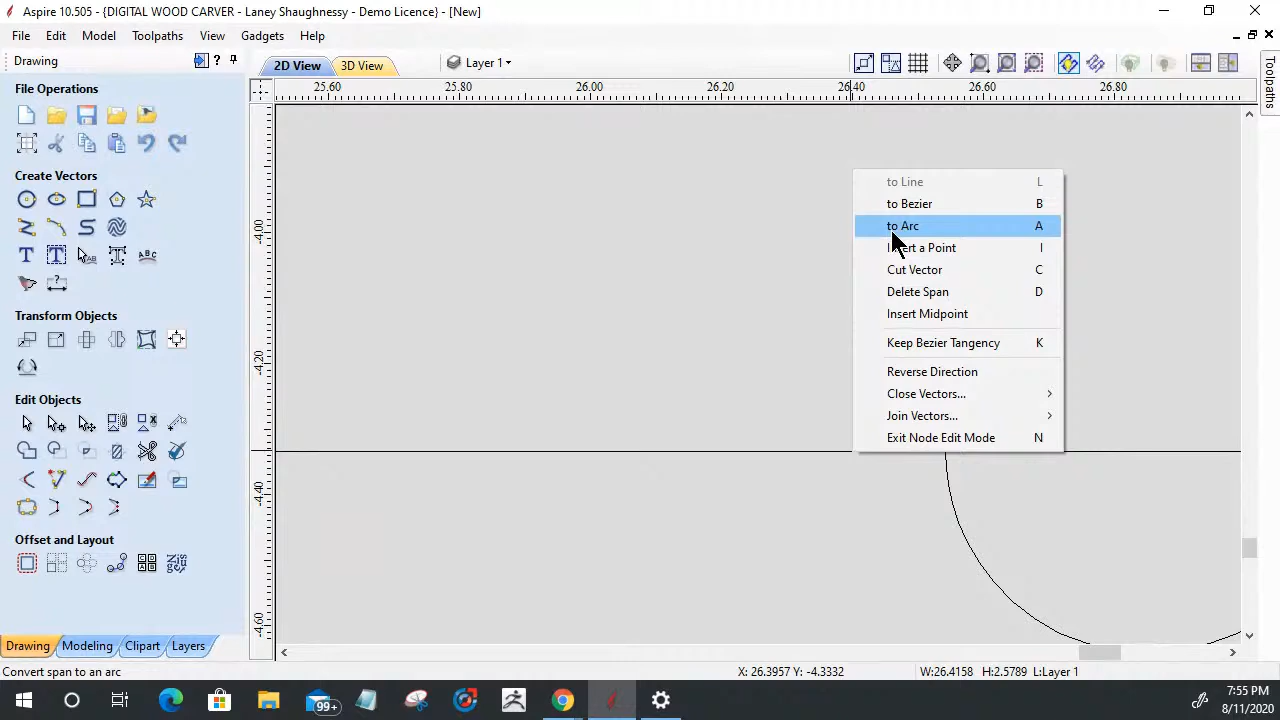 Aspire 10.505 - {DIGITAL WOOD CARVER - Laney Shaughnessy - Demo Licence} - [New]
File Edit Model Toolpaths View Gadgets Help
Drawing
2D View 3D View Layer 1
Toolpaths
File Operations
25.60 25.80 26.00 26.20 26.40 26.60 26.80
Create Vectors
-4.00
-4.20
-4.40
-4.60
to Line L
to Bezier B
to Arc A
Insert a Point I
Cut Vector C
Delete Span D
Insert Midpoint
Keep Bezier Tangency K
Reverse Direction
Close Vectors...
Join Vectors...
Exit Node Edit Mode N
Transform Objects
Edit Objects
Offset and Layout
Drawing Modeling Clipart Layers
Convert span to an arc
X: 26.3957 Y: -4.3332
W:26.4158 H:2.5789 L:Layer 1
99+
7:55 PM
8/11/2020